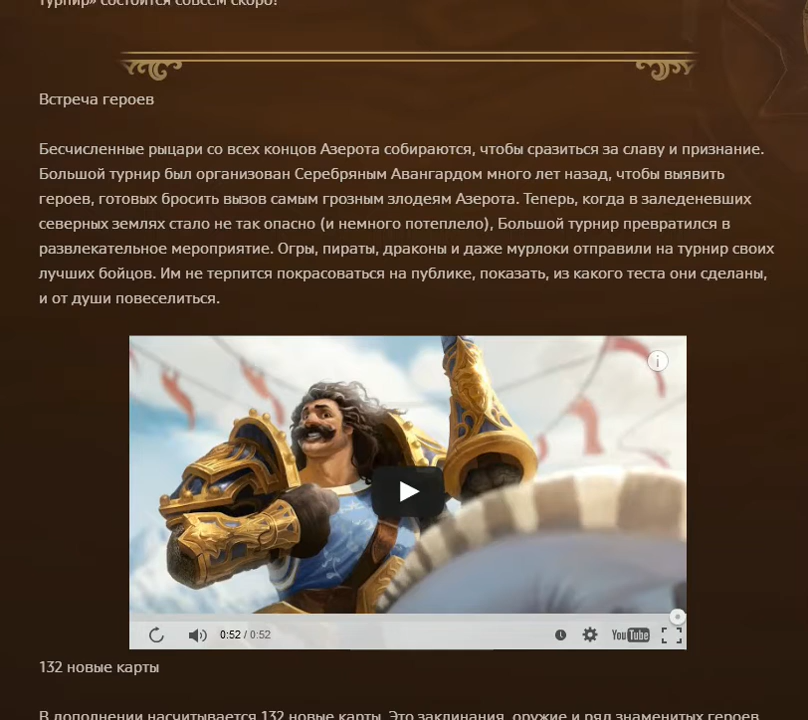 турнир» состоится совсем скоро!
Встреча героев
Бесчисленные рыцари со всех концов Азерота собираются, чтобы сразиться за славу и признание.
Большой турнир был организован Серебряным Авангардом много лет назад, чтобы выявить
героев, готовых бросить вызов самым грозным злодеям Азерота. Теперь, когда в заледеневших
северных землях стало не так опасно (и немного потеплело), Большой турнир превратился в
развлекательное мероприятие. Огры, пираты, драконы и даже мурлоки отправили на турнир своих
лучших бойцов. Им не терпится покрасоваться на публике, показать, из какого теста они сделаны,
и от души повеселиться.
0:52 / 0:52 YouTube
132 новые карты
В дополнении насчитывается 132 новые карты. Это заклинания, оружие и ряд знаменитых героев